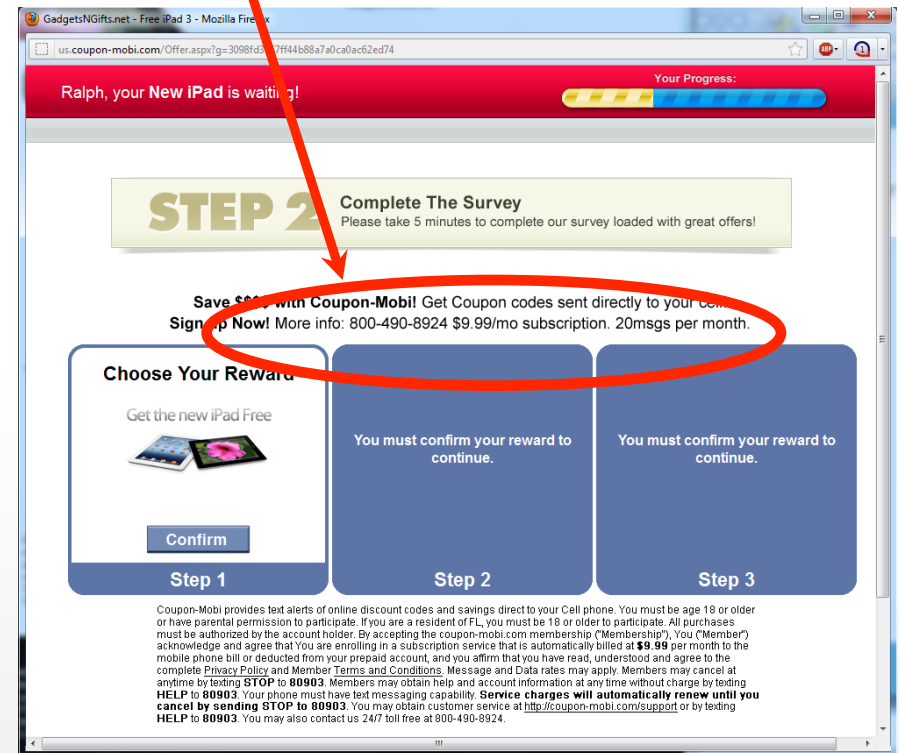 GadgetsNGifts.net - Free iPad 3 - Mozilla Firefox
Ralph, your New iPad is waiting!
Your Progress:
STEP 2
Complete The Survey
Please take 5 minutes to complete our survey loaded with great offers!
Save with Coupon-Mobi! Get Coupon codes sent directly to your
Sign up Now! More info: 800-490-8924 $9.99/mo subscription. 20msgs per month.
Choose Your Reward
Get the new iPad Free
Confirm
Step 1
You must confirm your reward to
continue.
Step 2
You must confirm your reward to
continue.
Step 3
Coupon-Mobi provides text alerts of online discount codes and savings direct to your Cell phone. You must be age 18 or older
or have parental permission to participate. If you are a resident of FL, you must be 18 or older to participate. All purchases
must be authorized by the account holder. By accepting the coupon-mobi.com membership ("Membership"), You ("Member")
acknowledge and agree that You are enrolling in a subscription service that is automatically billed at $9.99 per month to the
mobile phone bill or deducted from your prepaid account, and you affirm that you have read, understood and agree to the
complete Privacy Policy and Member Terms and Conditions. Message and Data rates may apply. Members may cancel at
anytime by texting STOP to 80903. Members may obtain help and account information at any time without charge by texting
HELP to 80903. Your phone must have text messaging capability. Service charges will automatically renew until you
cancel by sending STOP to 80903. You may obtain customer service at http://coupon-mobi.com/support or by texting
HELP to 80903. You may also contact us 24/7 toll free at 800-490-8924.